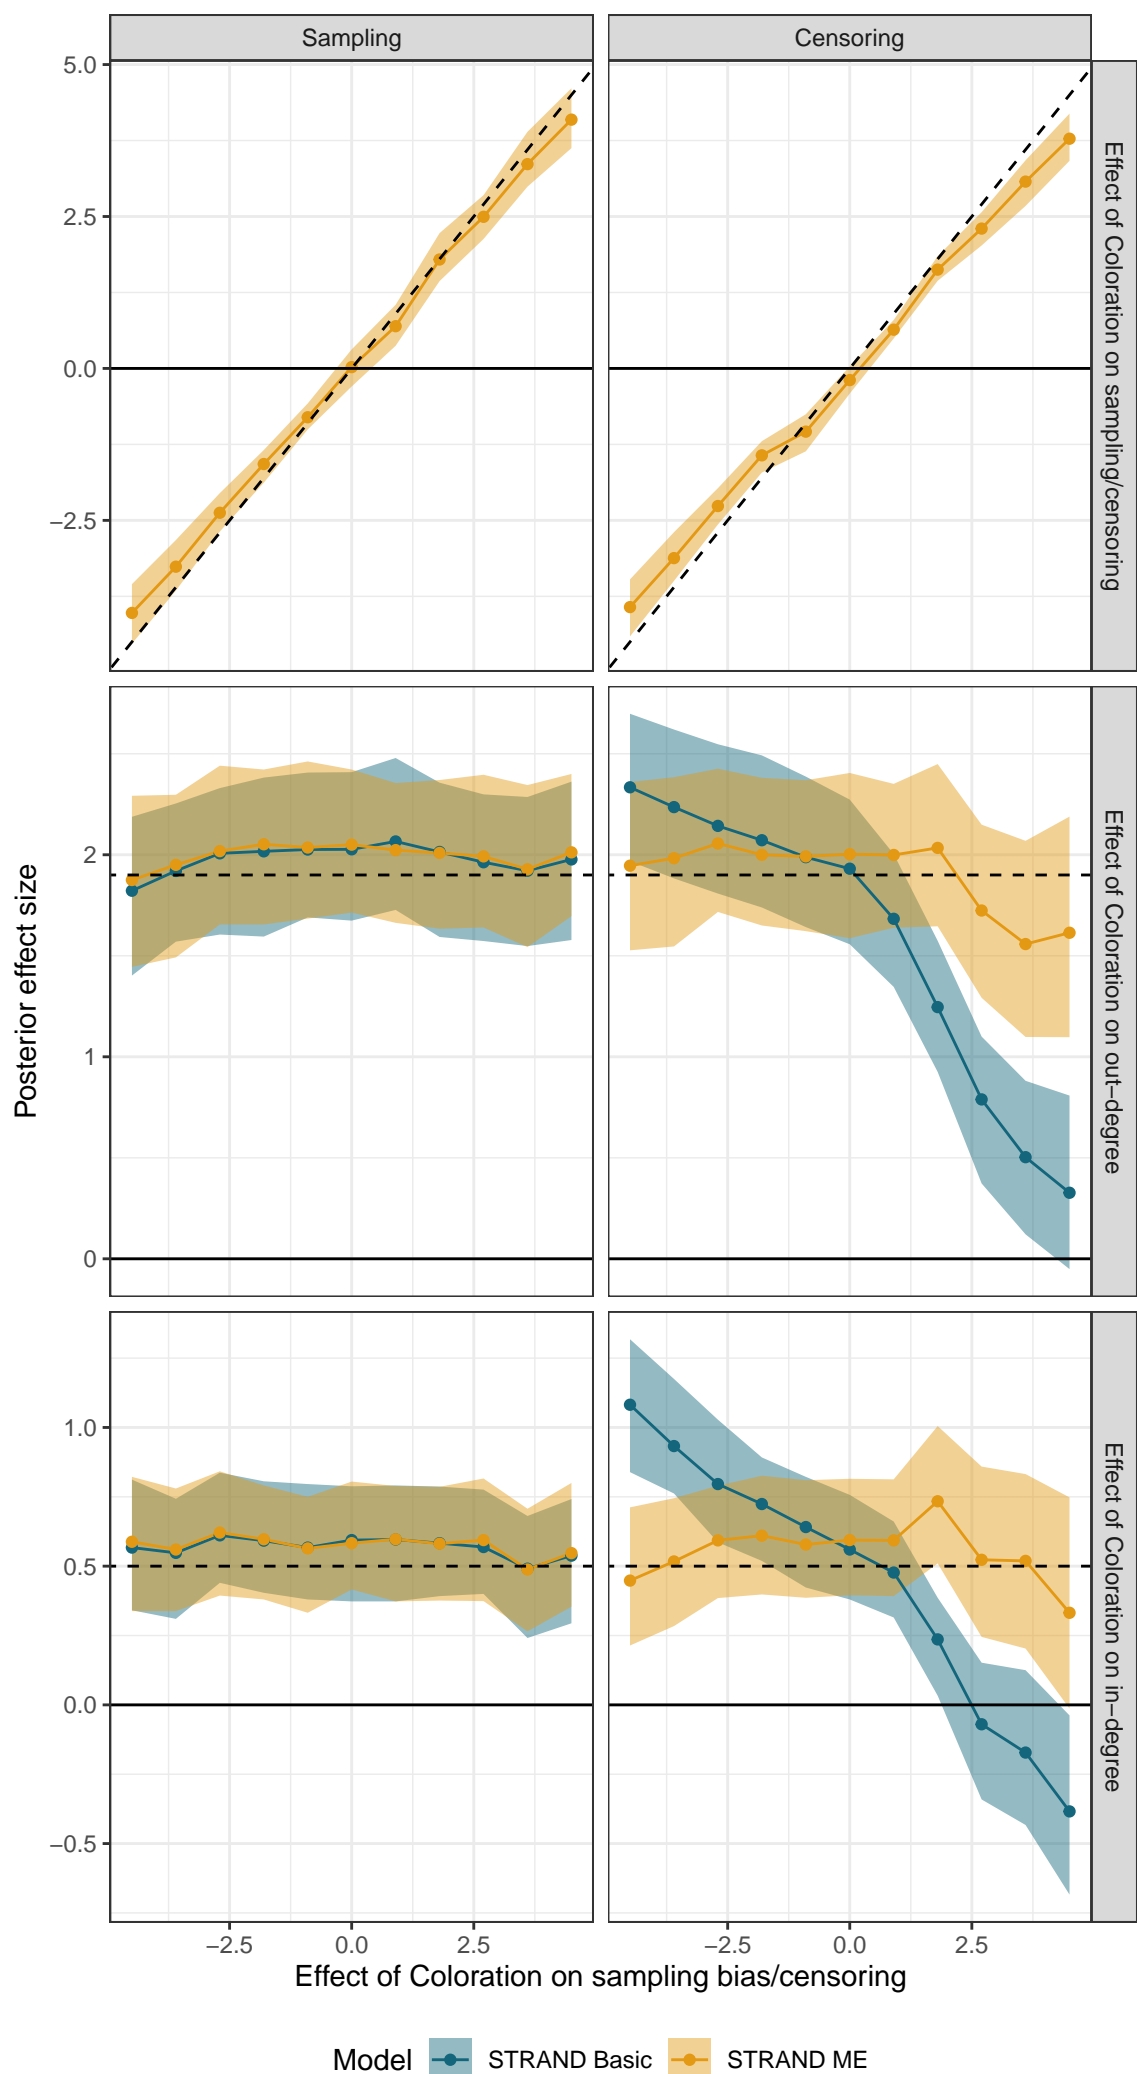 Sampling
Censoring
5.0
2.5
0.0
−2.5
Effect of Coloration on sampling/censoring
Posterior effect size
2
1
0
Effect of Coloration on out−degree
1.0
0.5
0.0
−0.5
Effect of Coloration on in−degree
−2.5 0.0 2.5
−2.5 0.0 2.5
Effect of Coloration on sampling bias/censoring
Model STRAND Basic STRAND ME